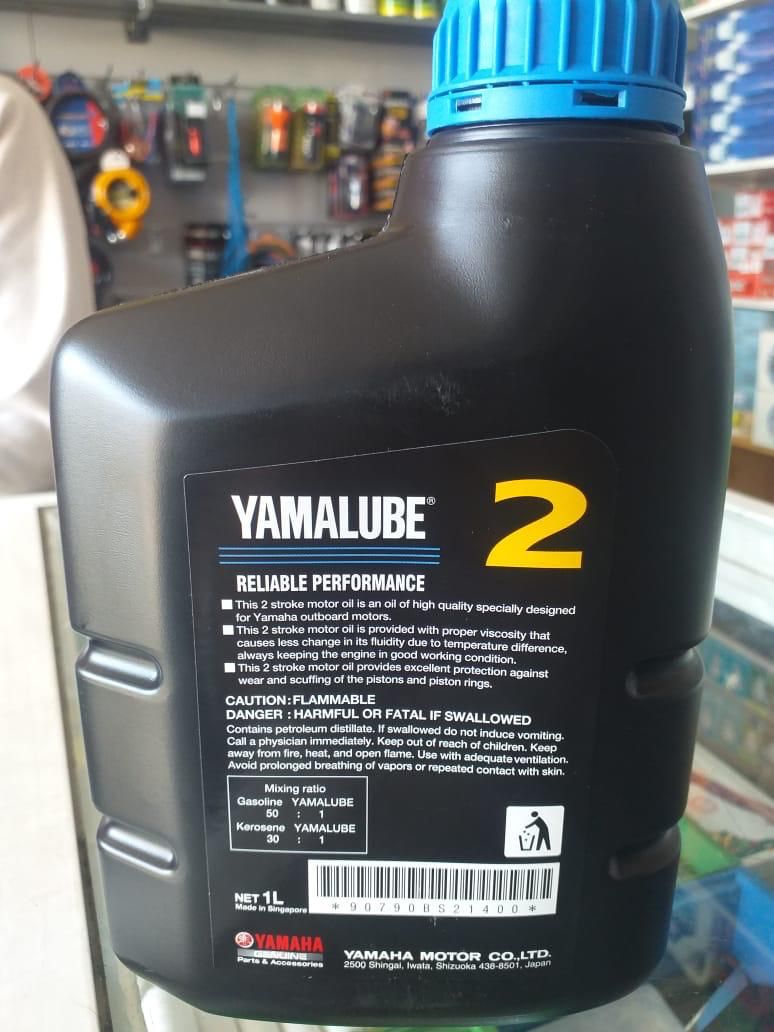 YAMALUBE® 2
RELIABLE PERFORMANCE
This 2 stroke motor oil is an oil of high quality specially designed
for Yamaha outboard motors.
This 2 stroke motor oil is provided with proper viscosity that
causes less change in its fluidity due to temperature difference,
always keeping the engine in good working condition.
This 2 stroke motor oil provides excellent protection against
wear and scuffing of the pistons and piston rings.
CAUTION : FLAMMABLE
DANGER : HARMFUL OR FATAL IF SWALLOWED
Contains petroleum distillate. If swallowed do not induce vomiting.
Call a physician immediately. Keep out of reach of children. Keep
away from fire, heat, and open flame. Use with adequate ventilation.
Avoid prolonged breathing of vapors or repeated contact with skin.
Mixing ratio
Gasoline YAMALUBE
50 : 1
Kerosene YAMALUBE
30 : 1
NET 1L
Made in Singapore
*90790BS21400*
YAMAHA
GENUINE
Parts & Accessories
YAMAHA MOTOR CO.,LTD.
2500 Shingai, Iwata, Shizuoka 438-8501, Japan